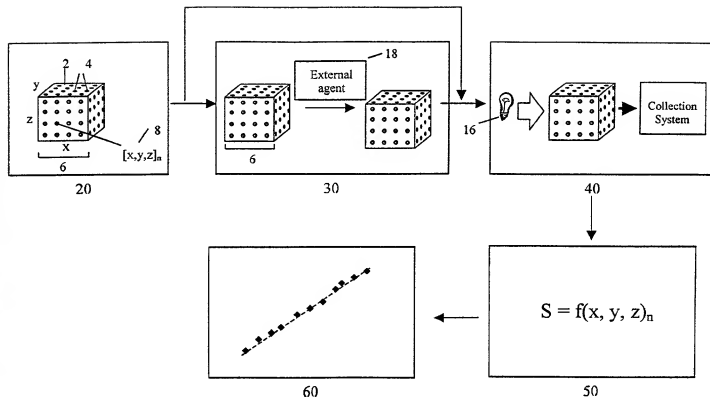 2 4
y
z
x
8
6
[x,y,z]n
20
External
agent
18
6
30
16
Collection
System
40
S = f(x, y, z)n
50
60